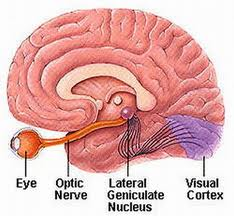 Eye
Optic
Nerve
Lateral
Geniculate
Nucleus
Visual
Cortex